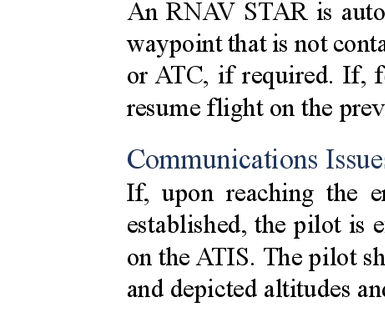 An RNAV STAR is auto
waypoint that is not conta
or ATC, if required. If, f
resume flight on the prev
Communications Issue
If, upon reaching the e
established, the pilot is e
on the ATIS. The pilot sh
and depicted altitudes and